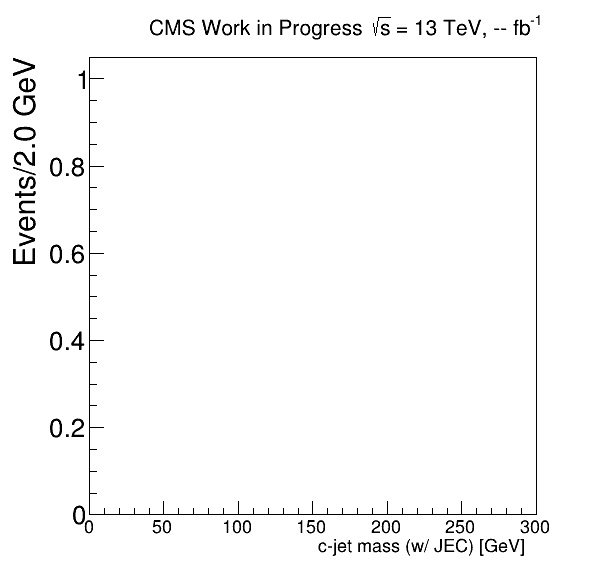 CMS Work in Progress √s = 13 TeV, -- fb⁻¹
Events/2.0 GeV
1
0.8
0.6
0.4
0.2
0
0 50 100 150 200 250 300
c-jet mass (w/ JEC) [GeV]